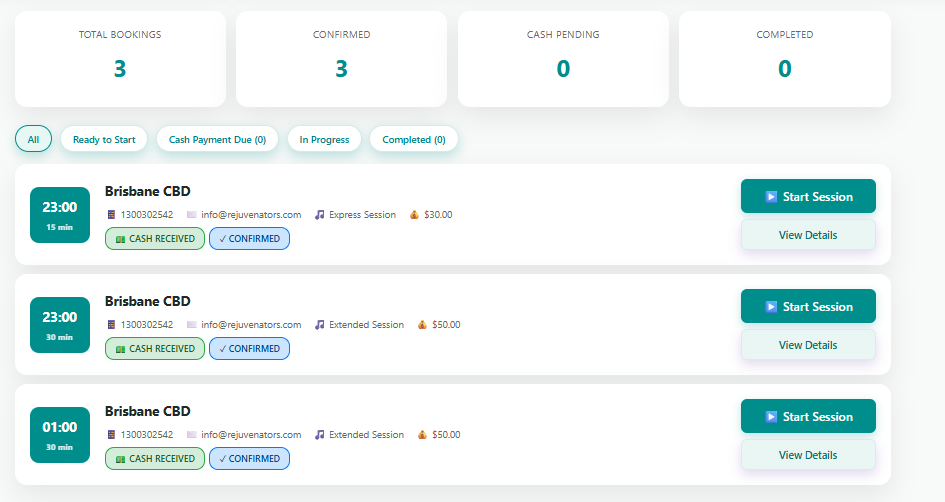 TOTAL BOOKINGS
3
CONFIRMED
3
CASH PENDING
0
COMPLETED
0
All
Ready to Start
Cash Payment Due (0)
In Progress
Completed (0)
23:00
15 min
Brisbane CBD
1300302542 info@rejuvenators.com Express Session $30.00
CASH RECEIVED ✓ CONFIRMED
Start Session
View Details
23:00
30 min
Brisbane CBD
1300302542 info@rejuvenators.com Extended Session $50.00
CASH RECEIVED ✓ CONFIRMED
Start Session
View Details
01:00
30 min
Brisbane CBD
1300302542 info@rejuvenators.com Extended Session $50.00
CASH RECEIVED ✓ CONFIRMED
Start Session
View Details